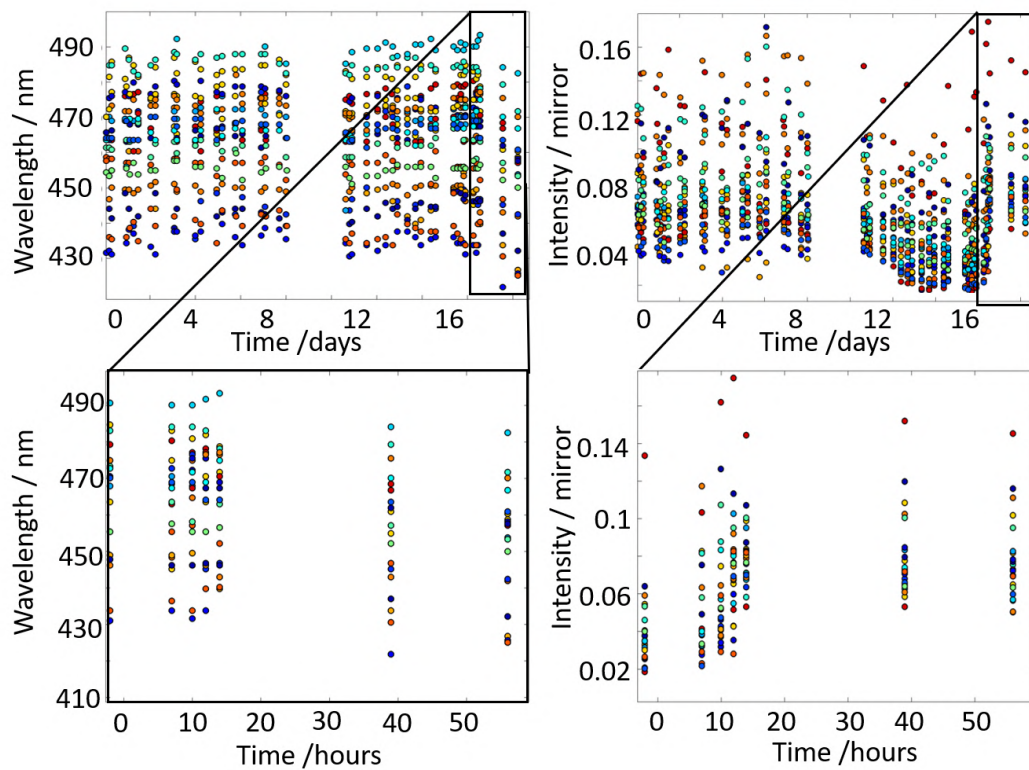 Wavelength / nm
490
470
450
430
0 4 8 12 16
Time /days
Intensity / mirror
0.16
0.12
0.08
0.04
0 4 8 12 16
Time /days
Wavelength / nm
490
470
450
430
410
0 10 20 30 40 50
Time /hours
Intensity / mirror
0.14
0.1
0.06
0.02
0 10 20 30 40 50
Time /hours